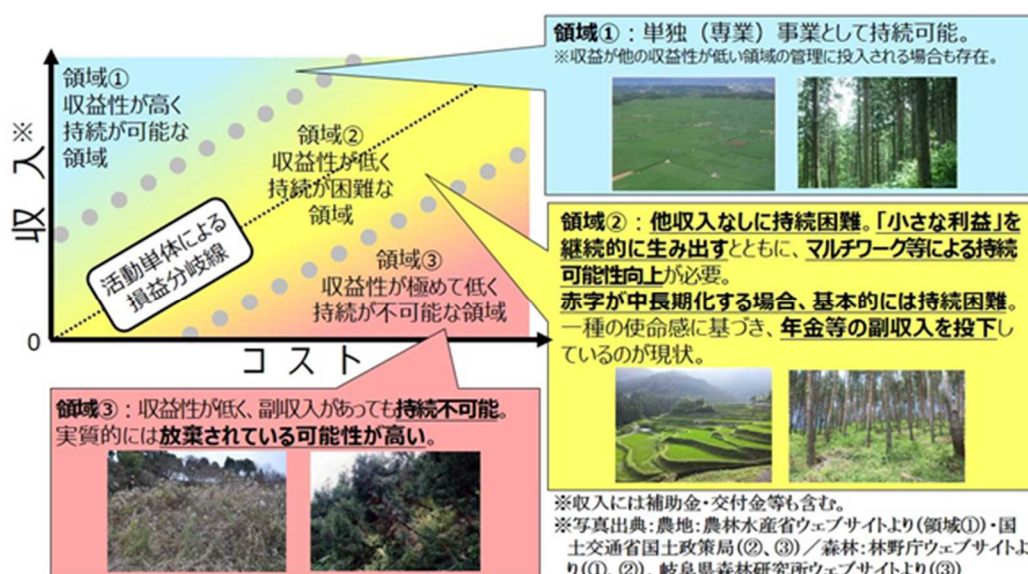 領域①
収益性が高く
持続が可能な
領域
領域②
収益性が低く
持続が困難な
領域
領域③
収益性が極めて低く
持続が不可能な領域
活動単体による
損益分岐線
収入※
0
コスト
領域①：単独（専業）事業として持続可能。
※収益が他の収益性が低い領域の管理に投入される場合も存在。
領域②：他収入なしに持続困難。「小さな利益」を
継続的に生み出すとともに、マルチワーク等による持続
可能性向上が必要。
赤字が中長期化する場合、基本的には持続困難。
一種の使命感に基づき、年金等の副収入を投下し
ているのが現状。
領域③：収益性が低く、副収入があっても持続不可能。
実質的には放棄されている可能性が高い。
※収入には補助金・交付金等も含む。
※写真出典：農地：農林水産省ウェブサイトより（領域①）・国
土交通省国土政策局（②、③）／森林：林野庁ウェブサイトよ
り（①、②）、岐阜県森林研究所ウェブサイトより（③）